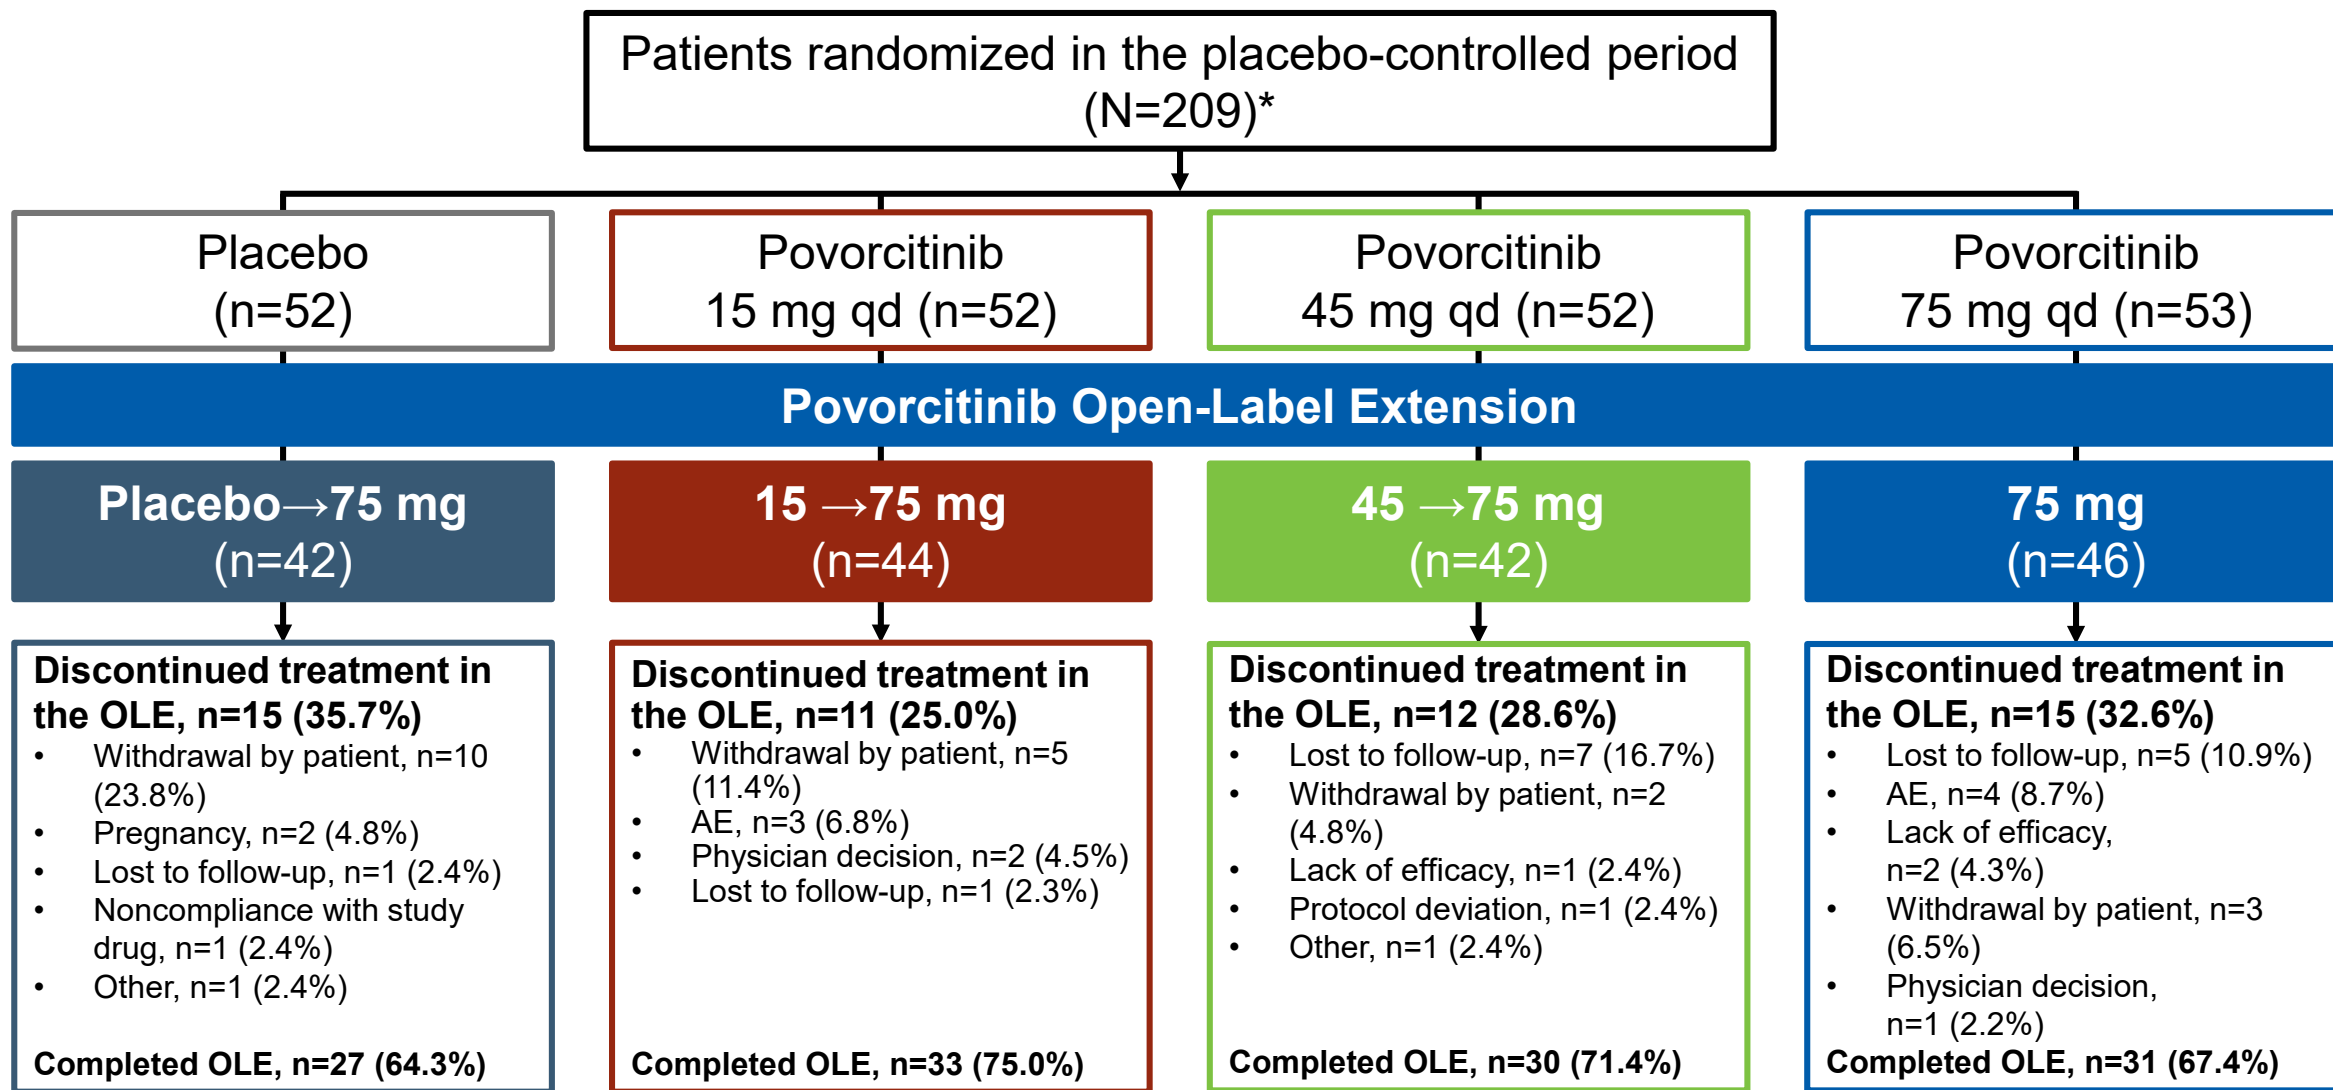 Patients randomized in the placebo-controlled period
(N=209)*
Placebo
(n=52)
Povorcitinib
15 mg qd (n=52)
Povorcitinib
45 mg qd (n=52)
Povorcitinib
75 mg qd (n=53)
Povorcitinib Open-Label Extension
Placebo→75 mg
(n=42)
15 →75 mg
(n=44)
45 →75 mg
(n=42)
75 mg
(n=46)
Discontinued treatment in
the OLE, n=15 (35.7%)
• Withdrawal by patient, n=10
(23.8%)
• Pregnancy, n=2 (4.8%)
• Lost to follow-up, n=1 (2.4%)
• Noncompliance with study
drug, n=1 (2.4%)
• Other, n=1 (2.4%)
Completed OLE, n=27 (64.3%)
Discontinued treatment in
the OLE, n=11 (25.0%)
• Withdrawal by patient, n=5
(11.4%)
• AE, n=3 (6.8%)
• Physician decision, n=2 (4.5%)
• Lost to follow-up, n=1 (2.3%)
Completed OLE, n=33 (75.0%)
Discontinued treatment in
the OLE, n=12 (28.6%)
• Lost to follow-up, n=7 (16.7%)
• Withdrawal by patient, n=2
(4.8%)
• Lack of efficacy, n=1 (2.4%)
• Protocol deviation, n=1 (2.4%)
• Other, n=1 (2.4%)
Completed OLE, n=30 (71.4%)
Discontinued treatment in
the OLE, n=15 (32.6%)
• Lost to follow-up, n=5 (10.9%)
• AE, n=4 (8.7%)
• Lack of efficacy,
n=2 (4.3%)
• Withdrawal by patient, n=3
(6.5%)
• Physician decision,
n=1 (2.2%)
Completed OLE, n=31 (67.4%)